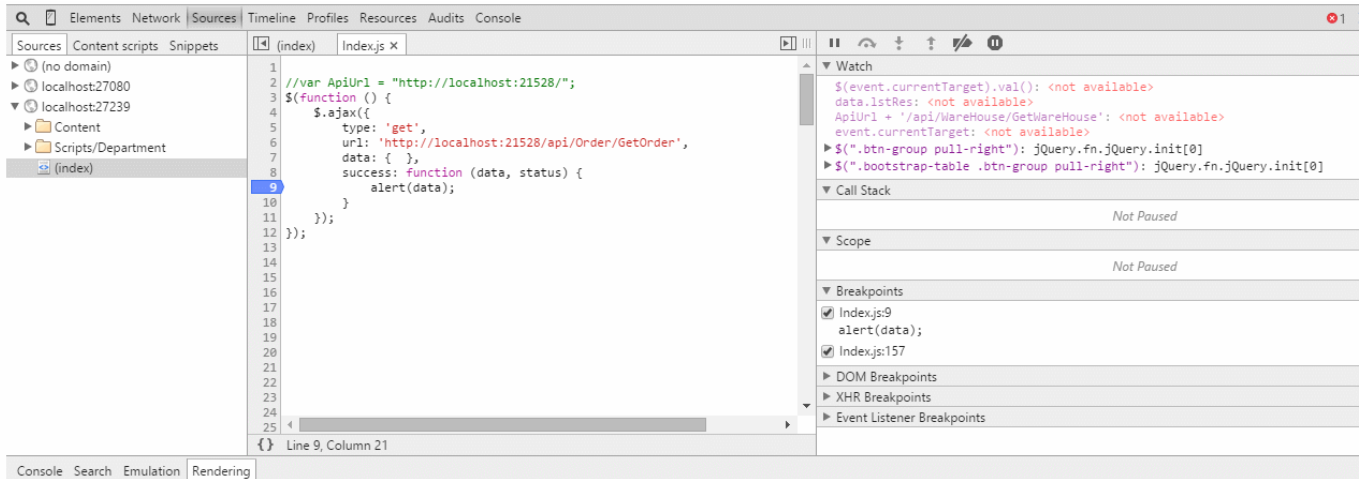 Elements Network Sources Timeline Profiles Resources Audits Console 1
Sources Content scripts Snippets
(no domain)
localhost:27080
localhost:27239
Content
Scripts/Department
(index)
(index) Index.js ×
1
2 //var ApiUrl = "http://localhost:21528/";
3 $(function () {
4 $.ajax({
5 type: 'get',
6 url: 'http://localhost:21528/api/Order/GetOrder',
7 data: { },
8 success: function (data, status) {
9 alert(data);
10 }
11 });
12 });
13
14
15
16
17
18
19
20
21
22
23
24
25
{} Line 9, Column 21
Watch
$(event.currentTarget).val(): <not available>
data.lstRes: <not available>
ApiUrl + '/api/WareHouse/GetWareHouse': <not available>
event.currentTarget: <not available>
$(".btn-group pull-right"): jQuery.fn.jQuery.init[0]
$(".bootstrap-table .btn-group pull-right"): jQuery.fn.jQuery.init[0]
Call Stack
Not Paused
Scope
Not Paused
Breakpoints
Index.js:9
alert(data);
Index.js:157
DOM Breakpoints
XHR Breakpoints
Event Listener Breakpoints
Console Search Emulation Rendering